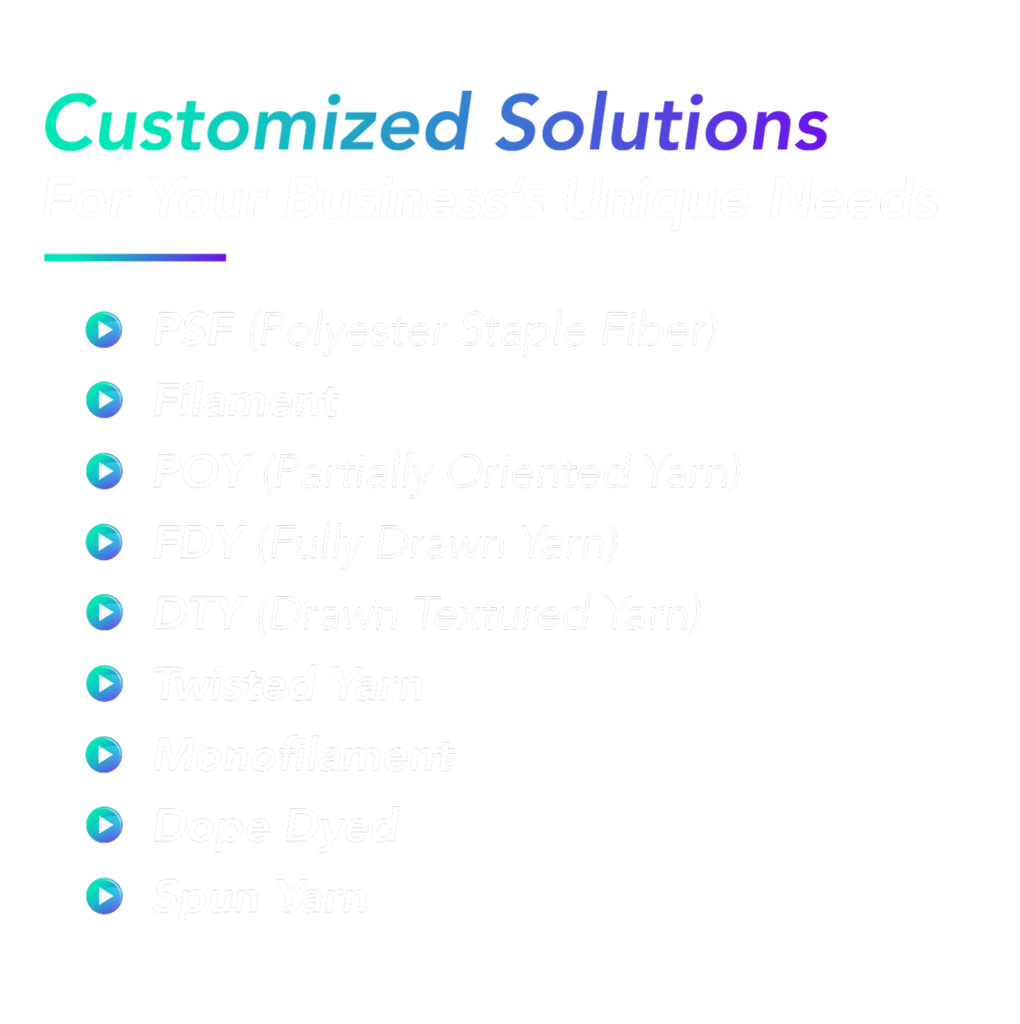 Customized Solutions
For Your Business‘s Unique Needs
PSF (Polyester Staple Fiber)
Filament
POY (Partially Oriented Yarn)
FDY (Fully Drawn Yarn)
DTY (Drawn Textured Yarn)
Twisted Yarn
Monofilament
Dope Dyed
Spun Yarn